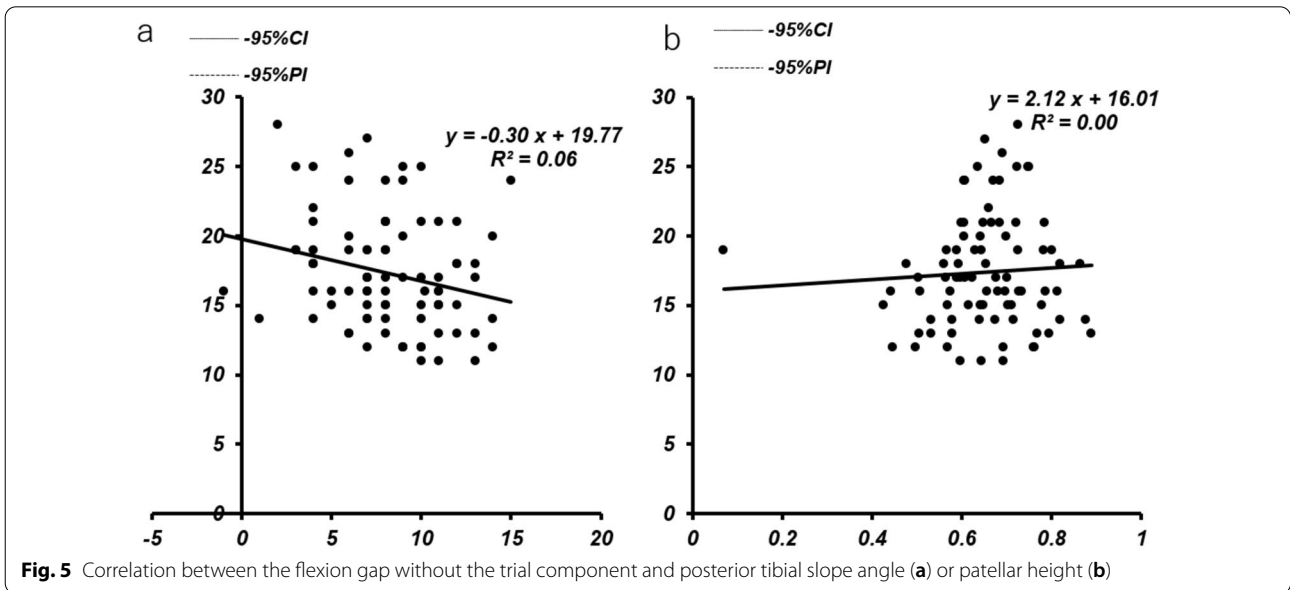 a
-95%CI
-95%PI
30
25
20
15
10
5
0
-5 0 5 10 15 20
y = -0.30 x + 19.77
R² = 0.06
b
-95%CI
-95%PI
30
25
20
15
10
5
0
0 0.2 0.4 0.6 0.8 1
y = 2.12 x + 16.01
R² = 0.00
Fig. 5 Correlation between the flexion gap without the trial component and posterior tibial slope angle (a) or patellar height (b)